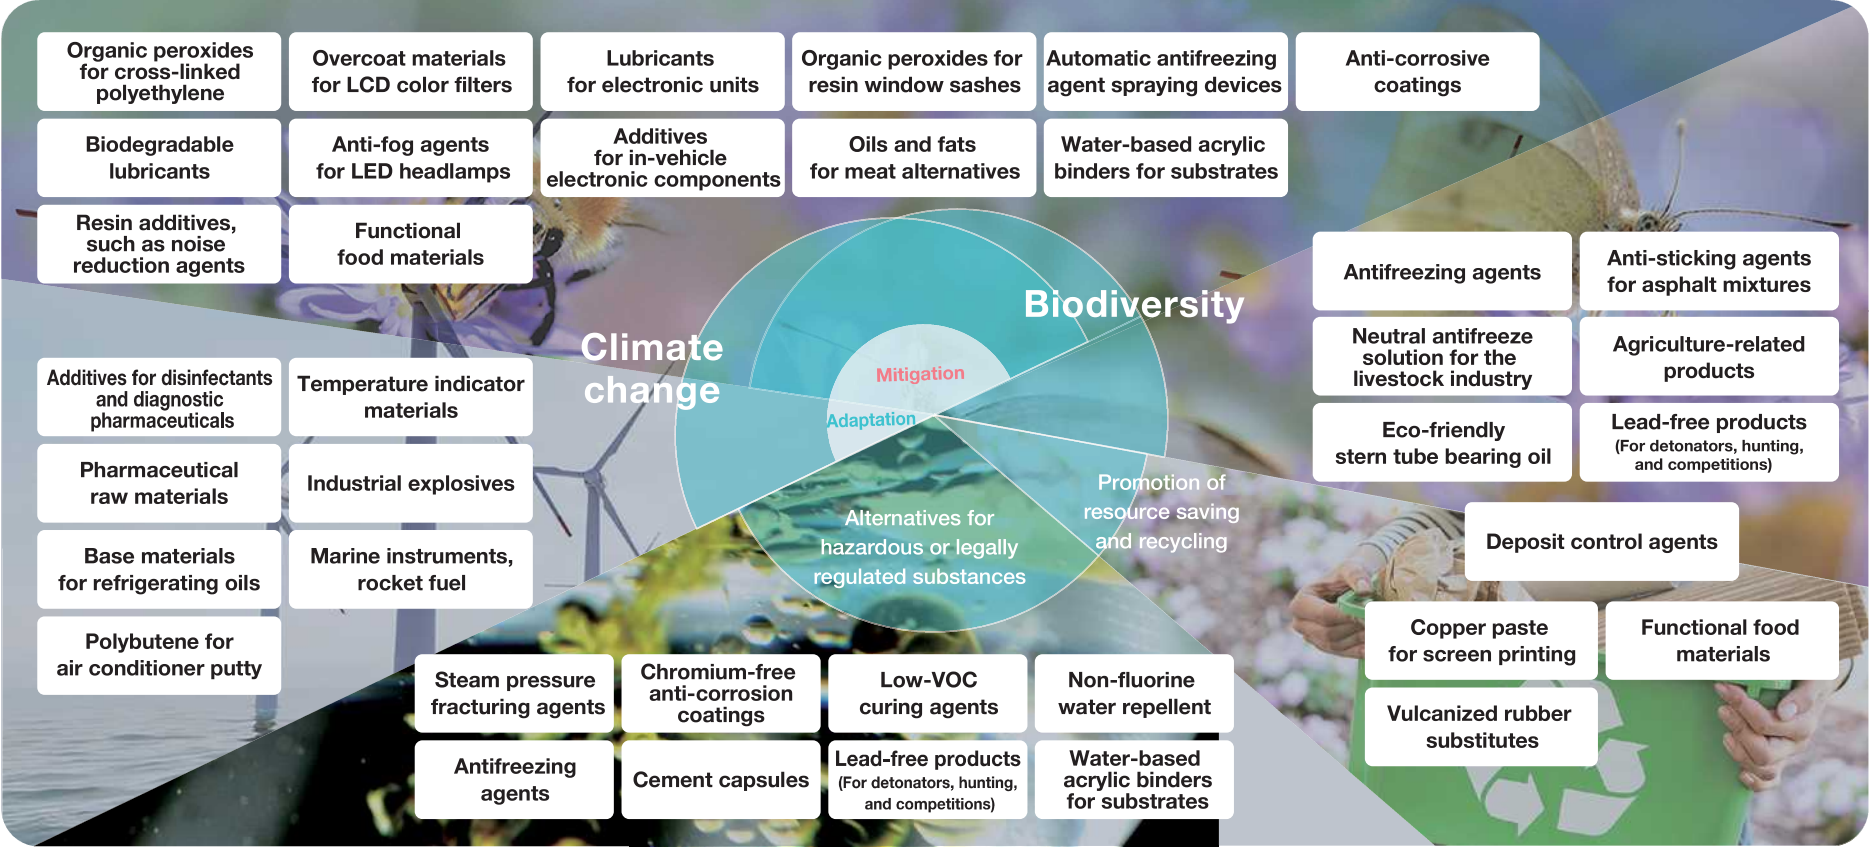 Organic peroxides
for cross-linked
polyethylene
Overcoat materials
for LCD color filters
Lubricants
for electronic units
Organic peroxides for
resin window sashes
Automatic antifreezing
agent spraying devices
Anti-corrosive
coatings
Biodegradable
lubricants
Anti-fog agents
for LED headlamps
Additives
for in-vehicle
electronic components
Oils and fats
for meat alternatives
Water-based acrylic
binders for substrates
Resin additives,
such as noise
reduction agents
Functional
food materials
Climate
change
Biodiversity
Mitigation
Adaptation
Antifreezing agents
Anti-sticking agents
for asphalt mixtures
Neutral antifreeze
solution for the
livestock industry
Agriculture-related
products
Eco-friendly
stern tube bearing oil
Lead-free products
(For detonators, hunting,
and competitions)
Additives for disinfectants
and diagnostic
pharmaceuticals
Temperature indicator
materials
Pharmaceutical
raw materials
Industrial explosives
Base materials
for refrigerating oils
Marine instruments,
rocket fuel
Polybutene for
air conditioner putty
Alternatives for
hazardous or legally
regulated substances
Promotion of
resource saving
and recycling
Deposit control agents
Copper paste
for screen printing
Functional food
materials
Vulcanized rubber
substitutes
Steam pressure
fracturing agents
Chromium-free
anti-corrosion
coatings
Low-VOC
curing agents
Non-fluorine
water repellent
Antifreezing
agents
Cement capsules
Lead-free products
(For detonators, hunting,
and competitions)
Water-based
acrylic binders
for substrates